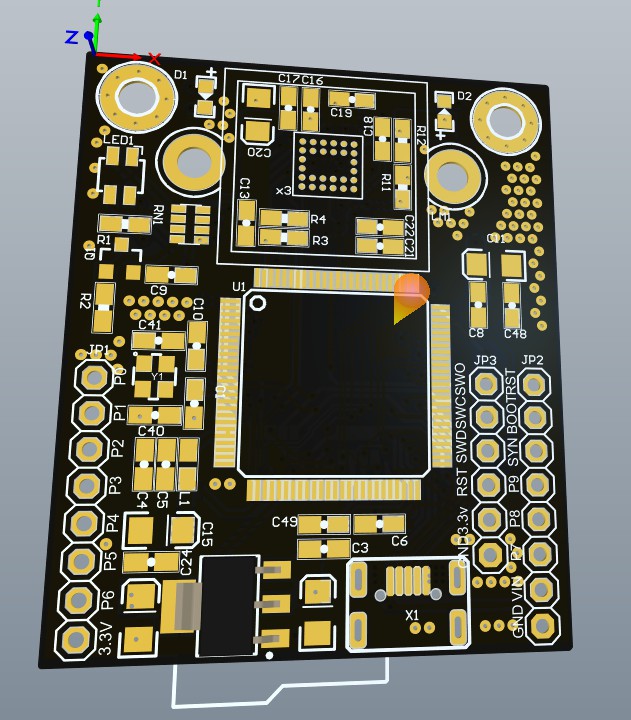 Z
X
D1
+
C17
C16
C19
D2
+
LED1
C20
C18
R12
x3
C13
R11
RN1
R4
R3
C22
C21
R1
Q1
U1
C9
C11
R2
C10
C41
C8
C48
JP1
Y1
JP3
JP2
P0
P1
C40
P2
P3
C4
C5
L1
P4
C15
P5
C24
P6
3.3V
C49
C3
C6
X1
SWO
SWC
SWD
RST
3.3v
GND
RST
BOOT
SYN
P9
P8
P7
VIN
GND